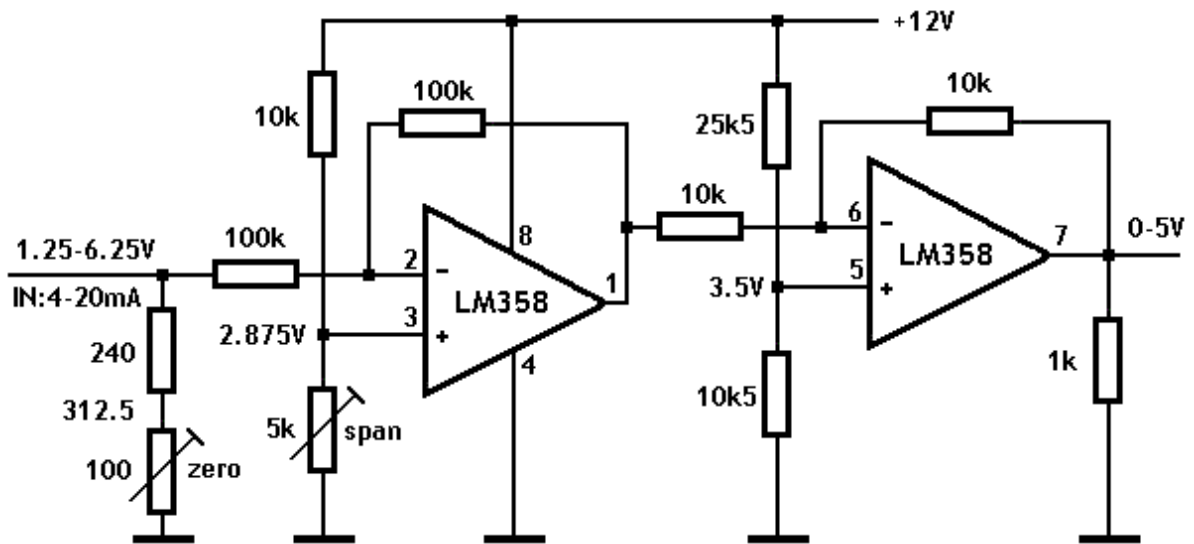 +12V
10k
100k
25k5
10k
1.25-6.25V
100k
2
-
8
LM358
1
10k
6
-
LM358
7
0-5V
IN:4-20mA
2.875V
3
+
4
3.5V
5
+
240
312.5
100
zero
5k
span
10k5
1k